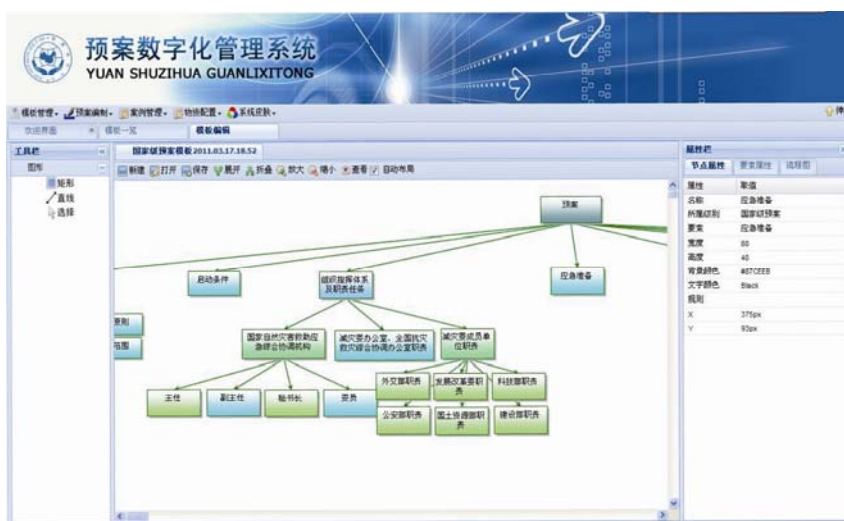 预案数字化管理系统
YUAN SHUZIHUA GUANLIXITONG
模板管理 预案编制 案例管理 物资配置 系统皮肤
欢迎界面 模板一览 模板编辑
工具栏
图形
矩形
直线
选择
国家级预案模板2011.03.17.18.52
新建 打开 保存 展开 折叠 放大 缩小 查看 自动布局
预案
启动条件
组织指挥体系及职责任务
应急准备
原则
范围
国家自然灾害救助应急综合协调机构
减灾委办公室、全国抗灾救灾综合协调办公室职责
减灾委成员单位职责
主任
副主任
秘书长
委员
外交部职责
发展改革委职责
科技部职责
公安部职责
国土资源部职责
建设部职责
属性栏
节点属性 要素属性 流程图
属性 取值
名称 应急准备
所属级别 国家级预案
要素 应急准备
宽度 80
高度 40
背景颜色 #87CEEB
文字颜色 Black
规则
X 375px
Y 93px